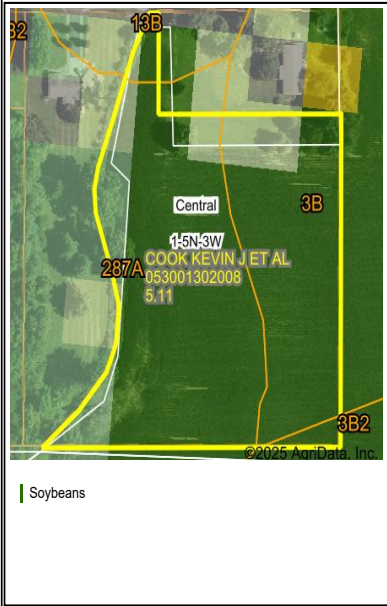 32
13B
Central
3B
1-5N-3W
287A
COOK KEVIN J ET AL
053001302008
5.11
3B2
©2025 AgriData, Inc.
Soybeans